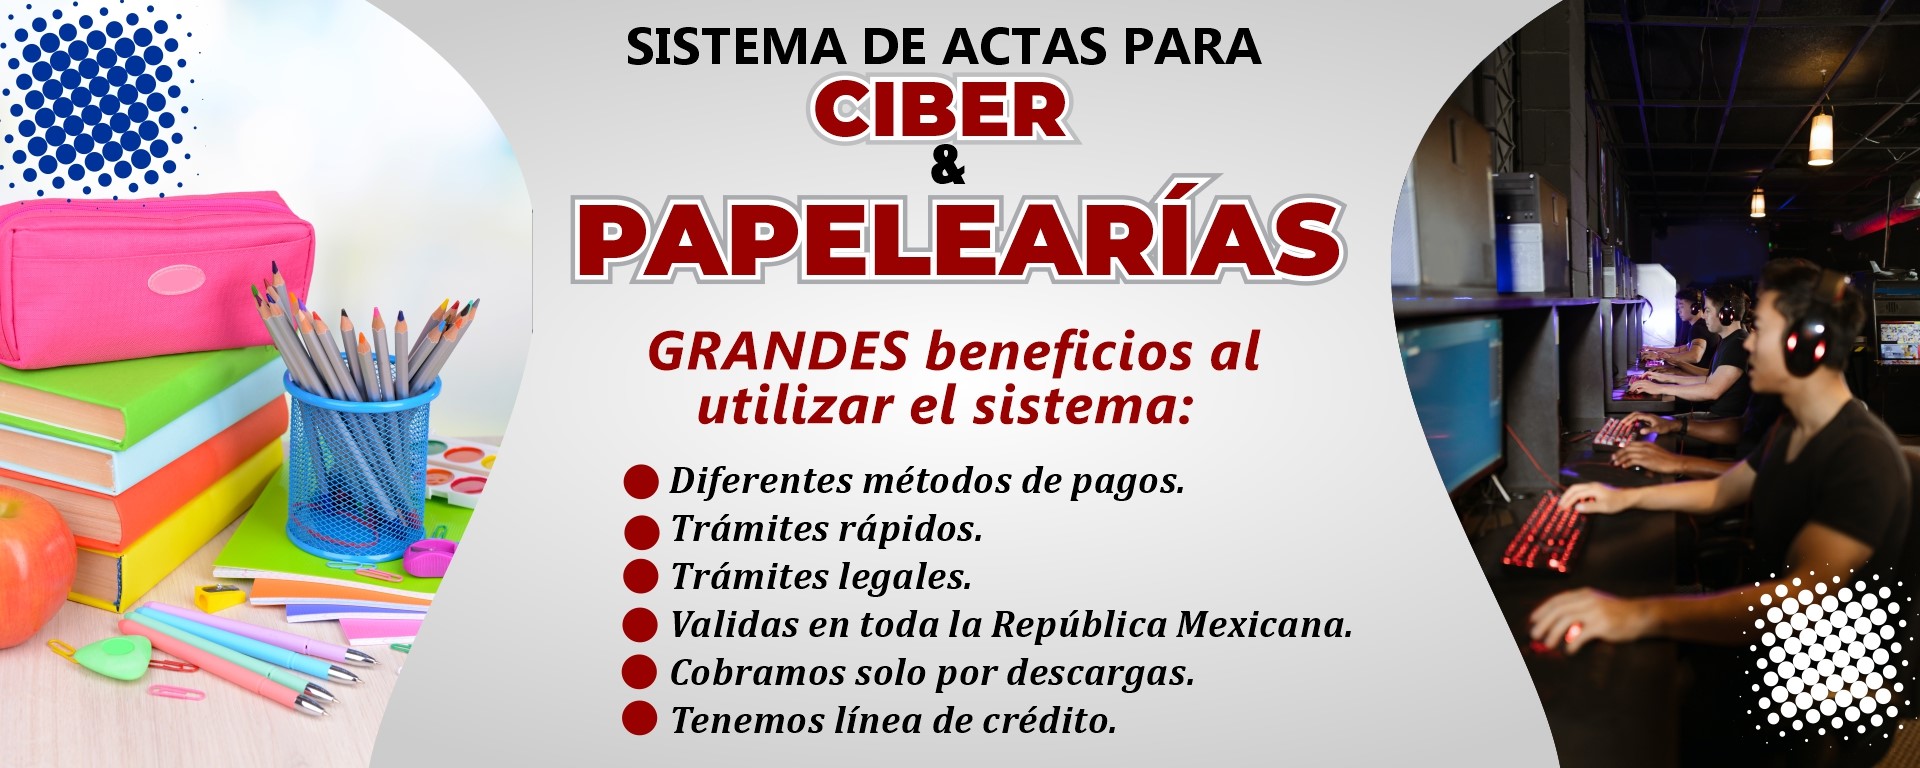 SISTEMA DE ACTAS PARA
CIBER
&
PAPELEARÍAS
GRANDES beneficios al
utilizar el sistema:
Diferentes métodos de pagos.
Trámites rápidos.
Trámites legales.
Validas en toda la República Mexicana.
Cobramos solo por descargas.
Tenemos línea de crédito.